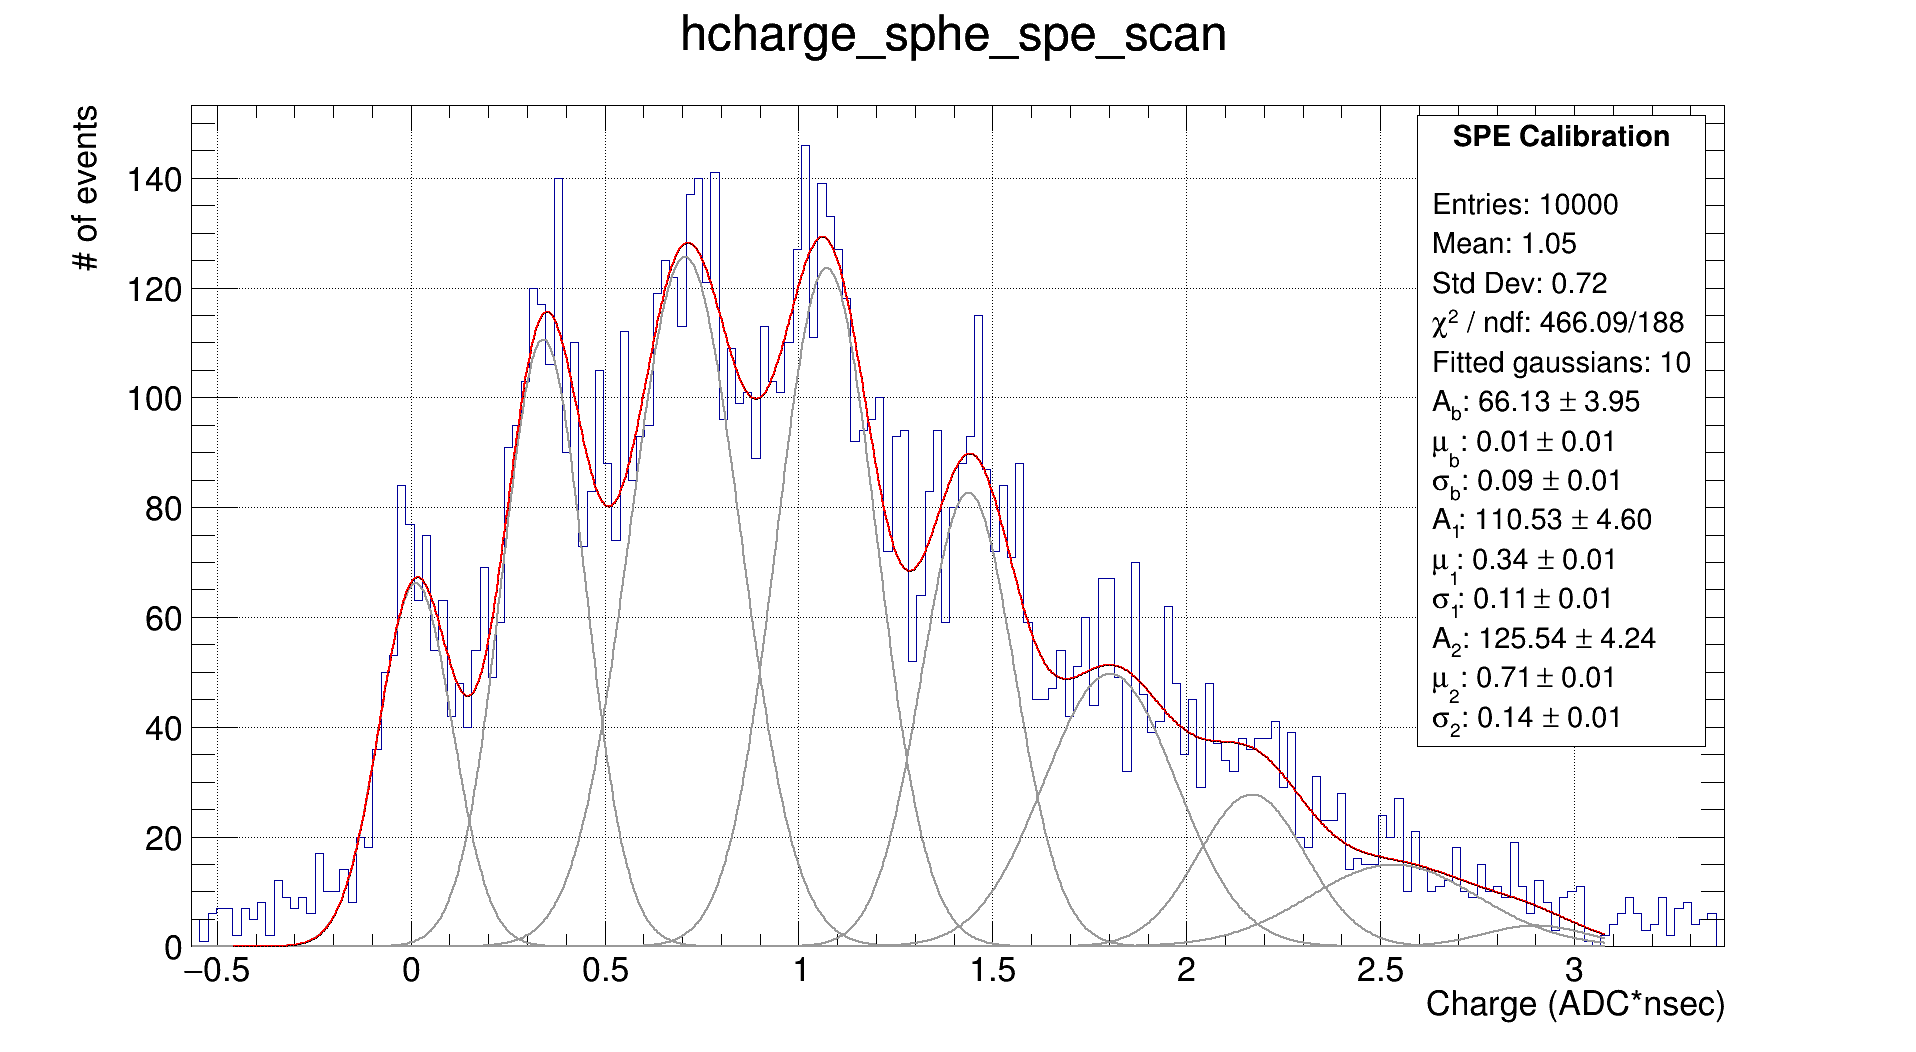 hcharge_sphe_spe_scan
# of events
140
120
100
80
60
40
20
0
−0.5
0
0.5
1
1.5
2
2.5
3
Charge (ADC*nsec)
SPE Calibration
Entries: 10000
Mean: 1.05
Std Dev: 0.72
χ² / ndf: 466.09/188
Fitted gaussians: 10
A_b: 66.13 ± 3.95
μ_b: 0.01 ± 0.01
σ_b: 0.09 ± 0.01
A_1: 110.53 ± 4.60
μ_1: 0.34 ± 0.01
σ_1: 0.11 ± 0.01
A_2: 125.54 ± 4.24
μ_2: 0.71 ± 0.01
σ_2: 0.14 ± 0.01